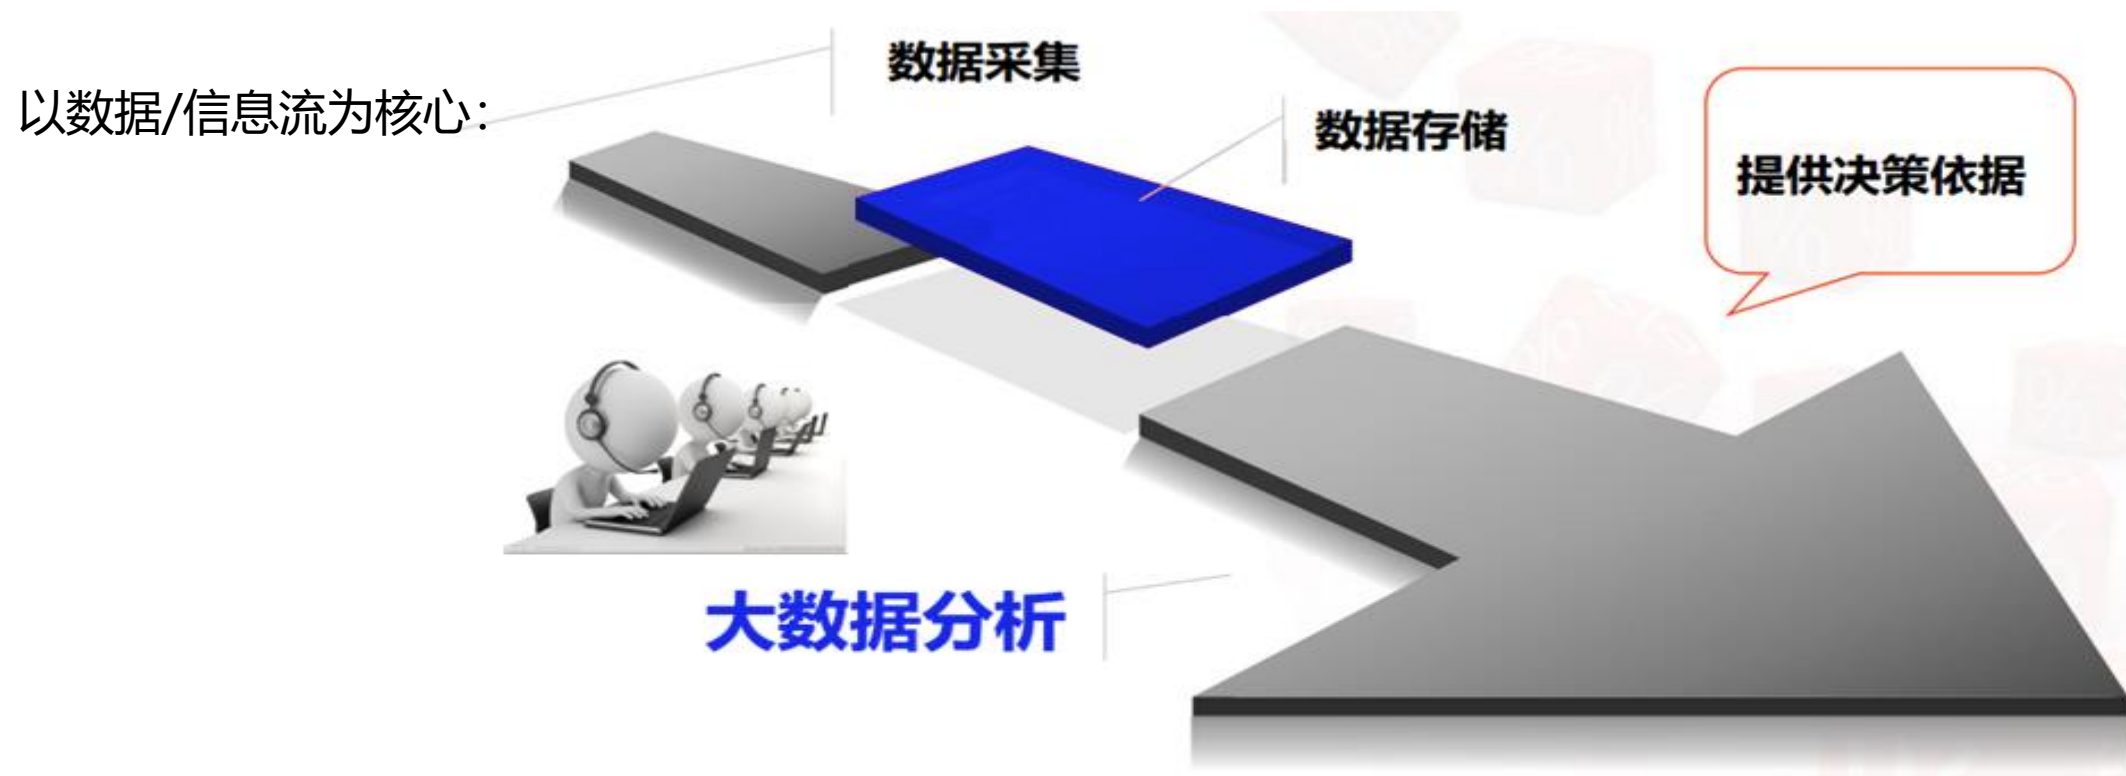 以数据/信息流为核心：
数据采集
数据存储
提供决策依据
大数据分析